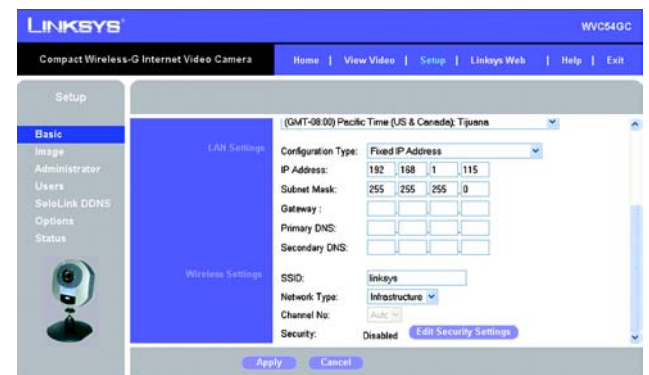 LINKSYS
WVC54GC
Compact Wireless-G Internet Video Camera
Home | View Video | Setup | Linksys Web | Help | Exit
Setup
Basic
Image
Administrator
Users
SoloLink DDNS
Options
Status
(GMT-08:00) Pacific Time (US & Canada); Tijuana
LAN Settings
Configuration Type: Fixed IP Address
IP Address: 192 .168 .1 .115
Subnet Mask: 255 .255 .255 .0
Gateway : . . .
Primary DNS: . . .
Secondary DNS: . . .
Wireless Settings
SSID: linksys
Network Type: Infrastructure
Channel No: Auto
Security: Disabled Edit Security Settings
Apply Cancel